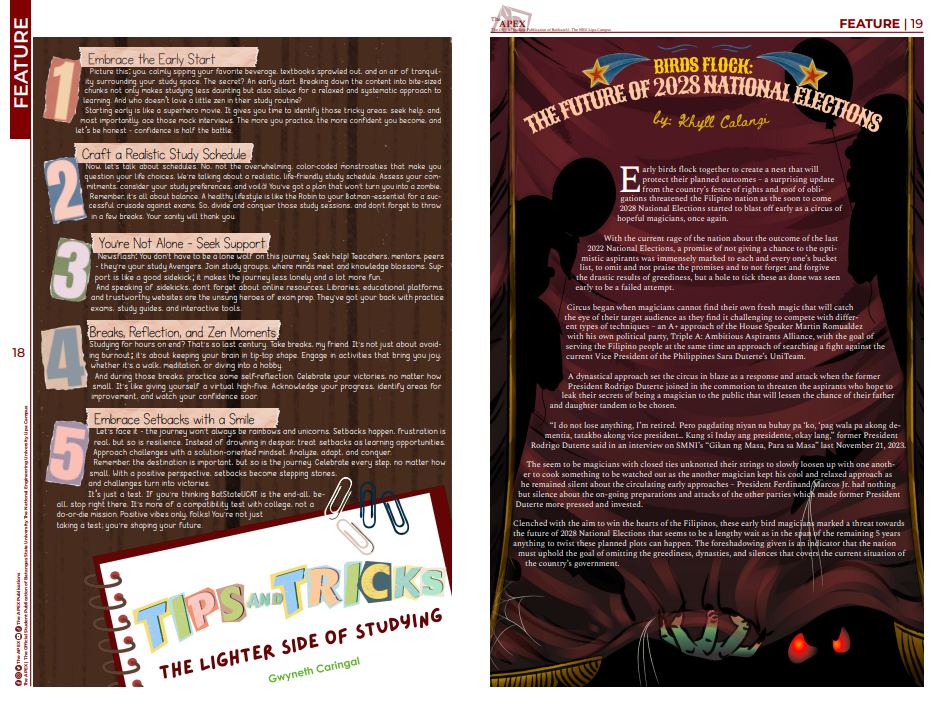 FEATURE
1
Embrace the Early Start
Picture this: you, calmly sipping your favorite beverage, textbooks sprawled out, and an air of tranquil-
ity surrounding your study space. The secret? An early start. Breaking down the content into bite-sized
chunks not only makes studying less daunting but also allows for a relaxed and systematic approach to
learning. And who doesn't love a little zen in their study routine?
Starting early is like a superhero movie. It gives you time to identify those tricky areas, seek help, and,
most importantly, ace those mock interviews. The more you practice, the more confident you become, and
let's be honest - confidence is half the battle.
2
Craft a Realistic Study Schedule
Now, let's talk about schedules. No, not the overwhelming, color-coded monstrosities that make you
question your life choices. We're talking about a realistic, life-friendly study schedule. Assess your com-
mitments, consider your study preferences, and voilà! You've got a plan that won't turn you into a zombie.
Remember, it's all about balance. A healthy lifestyle is like the Robin to your Batman-essential for a suc-
cessful crusade against exams. So, divide and conquer those study sessions, and don't forget to throw
in a few breaks. Your sanity will thank you.
3
You're Not Alone - Seek Support
Newsflash: You don't have to be a lone wolf on this journey. Seek help! Teacahers, mentors, peers
- they're your study Avengers. Join study groups, where minds meet and knowledge blossoms. Sup-
port is like a good sidekick; it makes the journey less lonely and a lot more fun.
And speaking of sidekicks, don't forget about online resources. Libraries, educational platforms,
and trustworthy websites are the unsung heroes of exam prep. They've got your back with practice
exams, study guides, and interactive tools.
4
Breaks, Reflection, and Zen Moments
Studying for hours on end? That's so last century. Take breaks, my friend. It's not just about avoid-
ing burnout; it's about keeping your brain in tip-top shape. Engage in activities that bring you joy,
whether it's a walk, meditation, or diving into a hobby.
And during those breaks, practice some self-reflection. Celebrate your victories, no matter how
small. It's like giving yourself a virtual high-five. Acknowledge your progress, identify areas for
improvement, and watch your confidence soar.
5
Embrace Setbacks with a Smile
Let's face it - the journey won't always be rainbows and unicorns. Setbacks happen, frustration is
real, but so is resilience. Instead of drowning in despair, treat setbacks as learning opportunities.
Approach challenges with a solution-oriented mindset. Analyze, adapt, and conquer.
Remember, the destination is important, but so is the journey. Celebrate every step, no matter how
small. With a positive perspective, setbacks become stepping stones,
and challenges turn into victories.
It's just a test. If you're thinking BatStateUCAT is the end-all, be-
all, stop right there. It's more of a compatibility test with college, not a
do-or-die mission. Positive vibes only, folks! You're not just
taking a test; you're shaping your future.
TIPS AND TRICKS
THE LIGHTER SIDE OF STUDYING
Gwyneth Caringal
18
The APEX The APEX Publications
The APEX | The Official Student Publication of Batangas State University The National Engineering University Lipa Campus
The APEX
The Official Student Publication of BatstateU, The NEU Lipa Campus
FEATURE | 19
BIRDS FLOCK:
THE FUTURE OF 2028 NATIONAL ELECTIONS
by: Khyll Calangi
Early birds flock together to create a nest that will
protect their planned outcomes – a surprising update
from the country's fence of rights and roof of obli-
gations threatened the Filipino nation as the soon to come
2028 National Elections started to blast off early as a circus of
hopeful magicians, once again.
With the current rage of the nation about the outcome of the last
2022 National Elections, a promise of not giving a chance to the opti-
mistic aspirants was immensely marked to each and every one's bucket
list, to omit and not praise the promises and to not forget and forgive
the drastic results of greediness, but a hole to tick these as done was seen
early to be a failed attempt.
Circus began when magicians cannot find their own fresh magic that will catch
the eye of their target audience as they find it challenging to compete with differ-
ent types of techniques – an A+ approach of the House Speaker Martin Romualdez
with his own political party, Triple A: Ambitious Aspirants Alliance, with the goal of
serving the Filipino people at the same time an approach of searching a fight against the
current Vice President of the Philippines Sara Duterte's UniTeam.
A dynastical approach set the circus in blaze as a response and attack when the former
President Rodrigo Duterte joined in the commotion to threaten the aspirants who hope to
leak their secrets of being a magician to the public that will lessen the chance of their father
and daughter tandem to be chosen.
"I do not lose anything, I'm retired. Pero pagdating niyan na buhay pa 'ko, 'pag wala pa akong de-
mentia, tatakbo akong vice president... Kung si Inday ang presidente, okay lang," former President
Rodrigo Duterte said in an interview on SMNI's "Gikan ng Masa, Para sa Masa" last November 21, 2023.
The seem to be magicians with closed ties unknotted their strings to slowly loosen up with one anoth-
er to cook something to be watched out as the another magician kept his cool and relaxed approach as
he remained silent about the circulating early approaches – President Ferdinand Marcos Jr. had nothing
but silence about the on-going preparations and attacks of the other parties which made former President
Duterte more pressed and invested.
Clenched with the aim to win the hearts of the Filipinos, these early bird magicians marked a threat towards
the future of 2028 National Elections that seems to be a lengthy wait as in the span of the remaining 5 years
anything to twist these planned plots can happen. The foreshadowing given is an indicator that the nation
must uphold the goal of omitting the greediness, dynasties, and silences that covers the current situation of
the country's government.